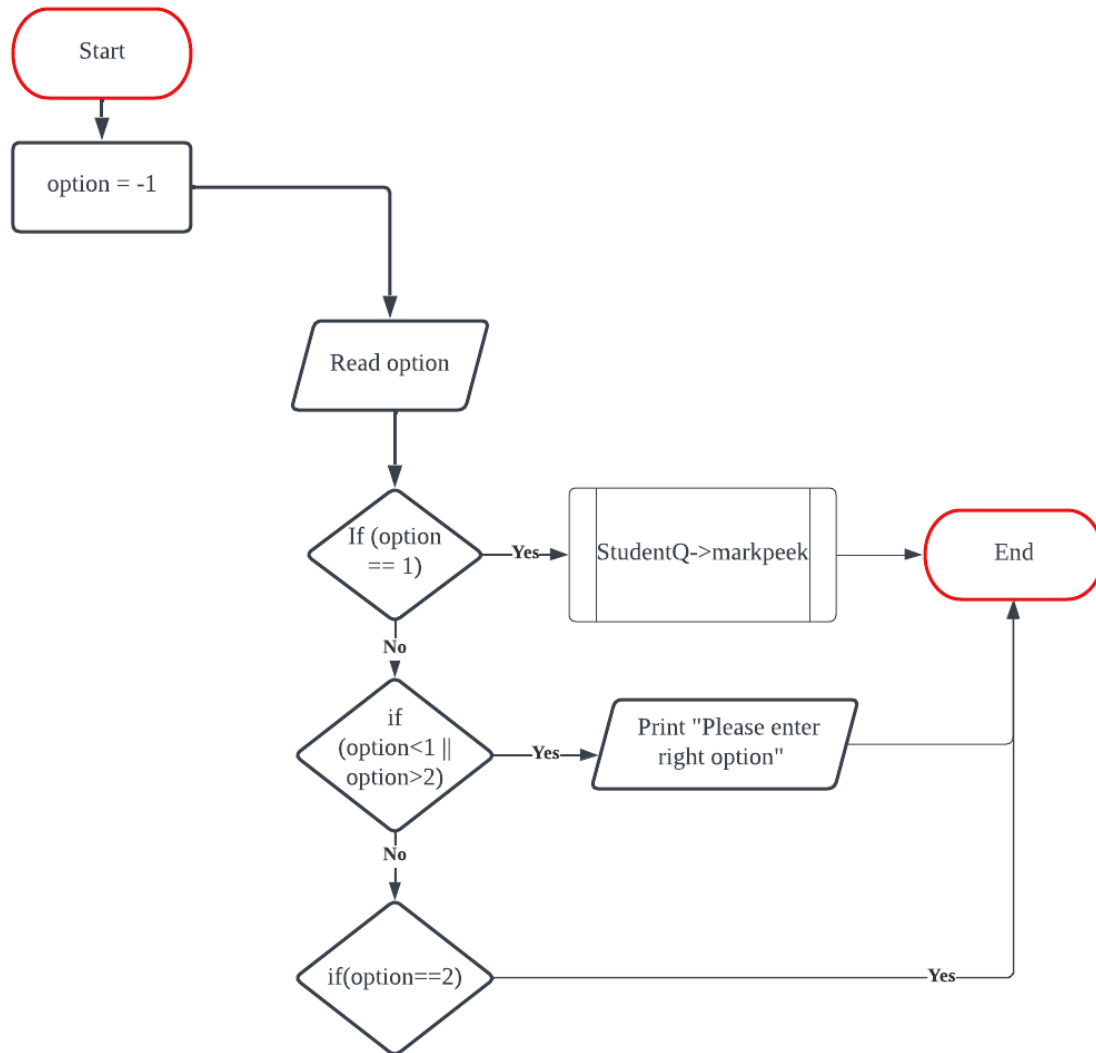 Start
option = -1
Read option
If (option
== 1)
Yes
StudentQ->markpeek
End
No
if
(option<1 ||
option>2)
Yes
Print "Please enter
right option"
No
if(option==2)
Yes